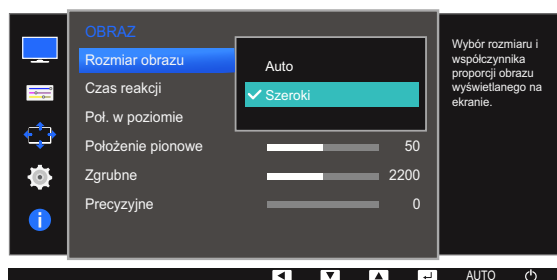 OBRAZ
Rozmiar obrazu
Auto
Czas reakcji
Szeroki
Poł. w poziomie
Położenie pionowe
50
Zgrubne
2200
Precyzyjne
0
Wybór rozmiaru i
współczynnika
proporcji obrazu
wyświetlanego na
ekranie.
AUTO